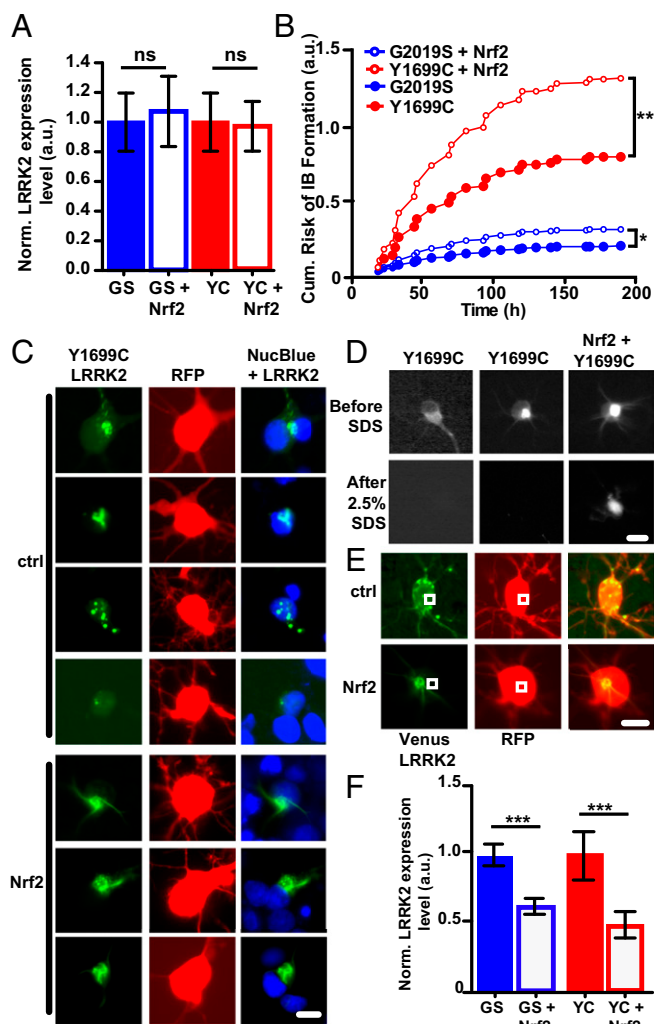 A
Norm. LRRK2 expression
level (a.u.)
1.4
1.2
1.0
0.8
0.6
0.4
0.2
0.0
ns
ns
GS
GS +
Nrf2
YC
YC +
Nrf2
B
Cum. Risk of IB Formation (a.u.)
1.5
1.0
0.5
0
G2019S + Nrf2
Y1699C + Nrf2
G2019S
Y1699C
**
*
0
50
100
150
200
Time (h)
C
Y1699C
LRRK2
RFP
NucBlue
+ LRRK2
ctrl
Nrf2
D
Y1699C
Y1699C
Nrf2 +
Y1699C
Before
SDS
After
2.5%
SDS
E
ctrl
Nrf2
Venus
LRRK2
RFP
F
Norm. LRRK2 expression
level (a.u.)
1.5
1.0
0.5
0.0
***
***
GS
GS +
Nrf2
YC
YC +
Nrf2